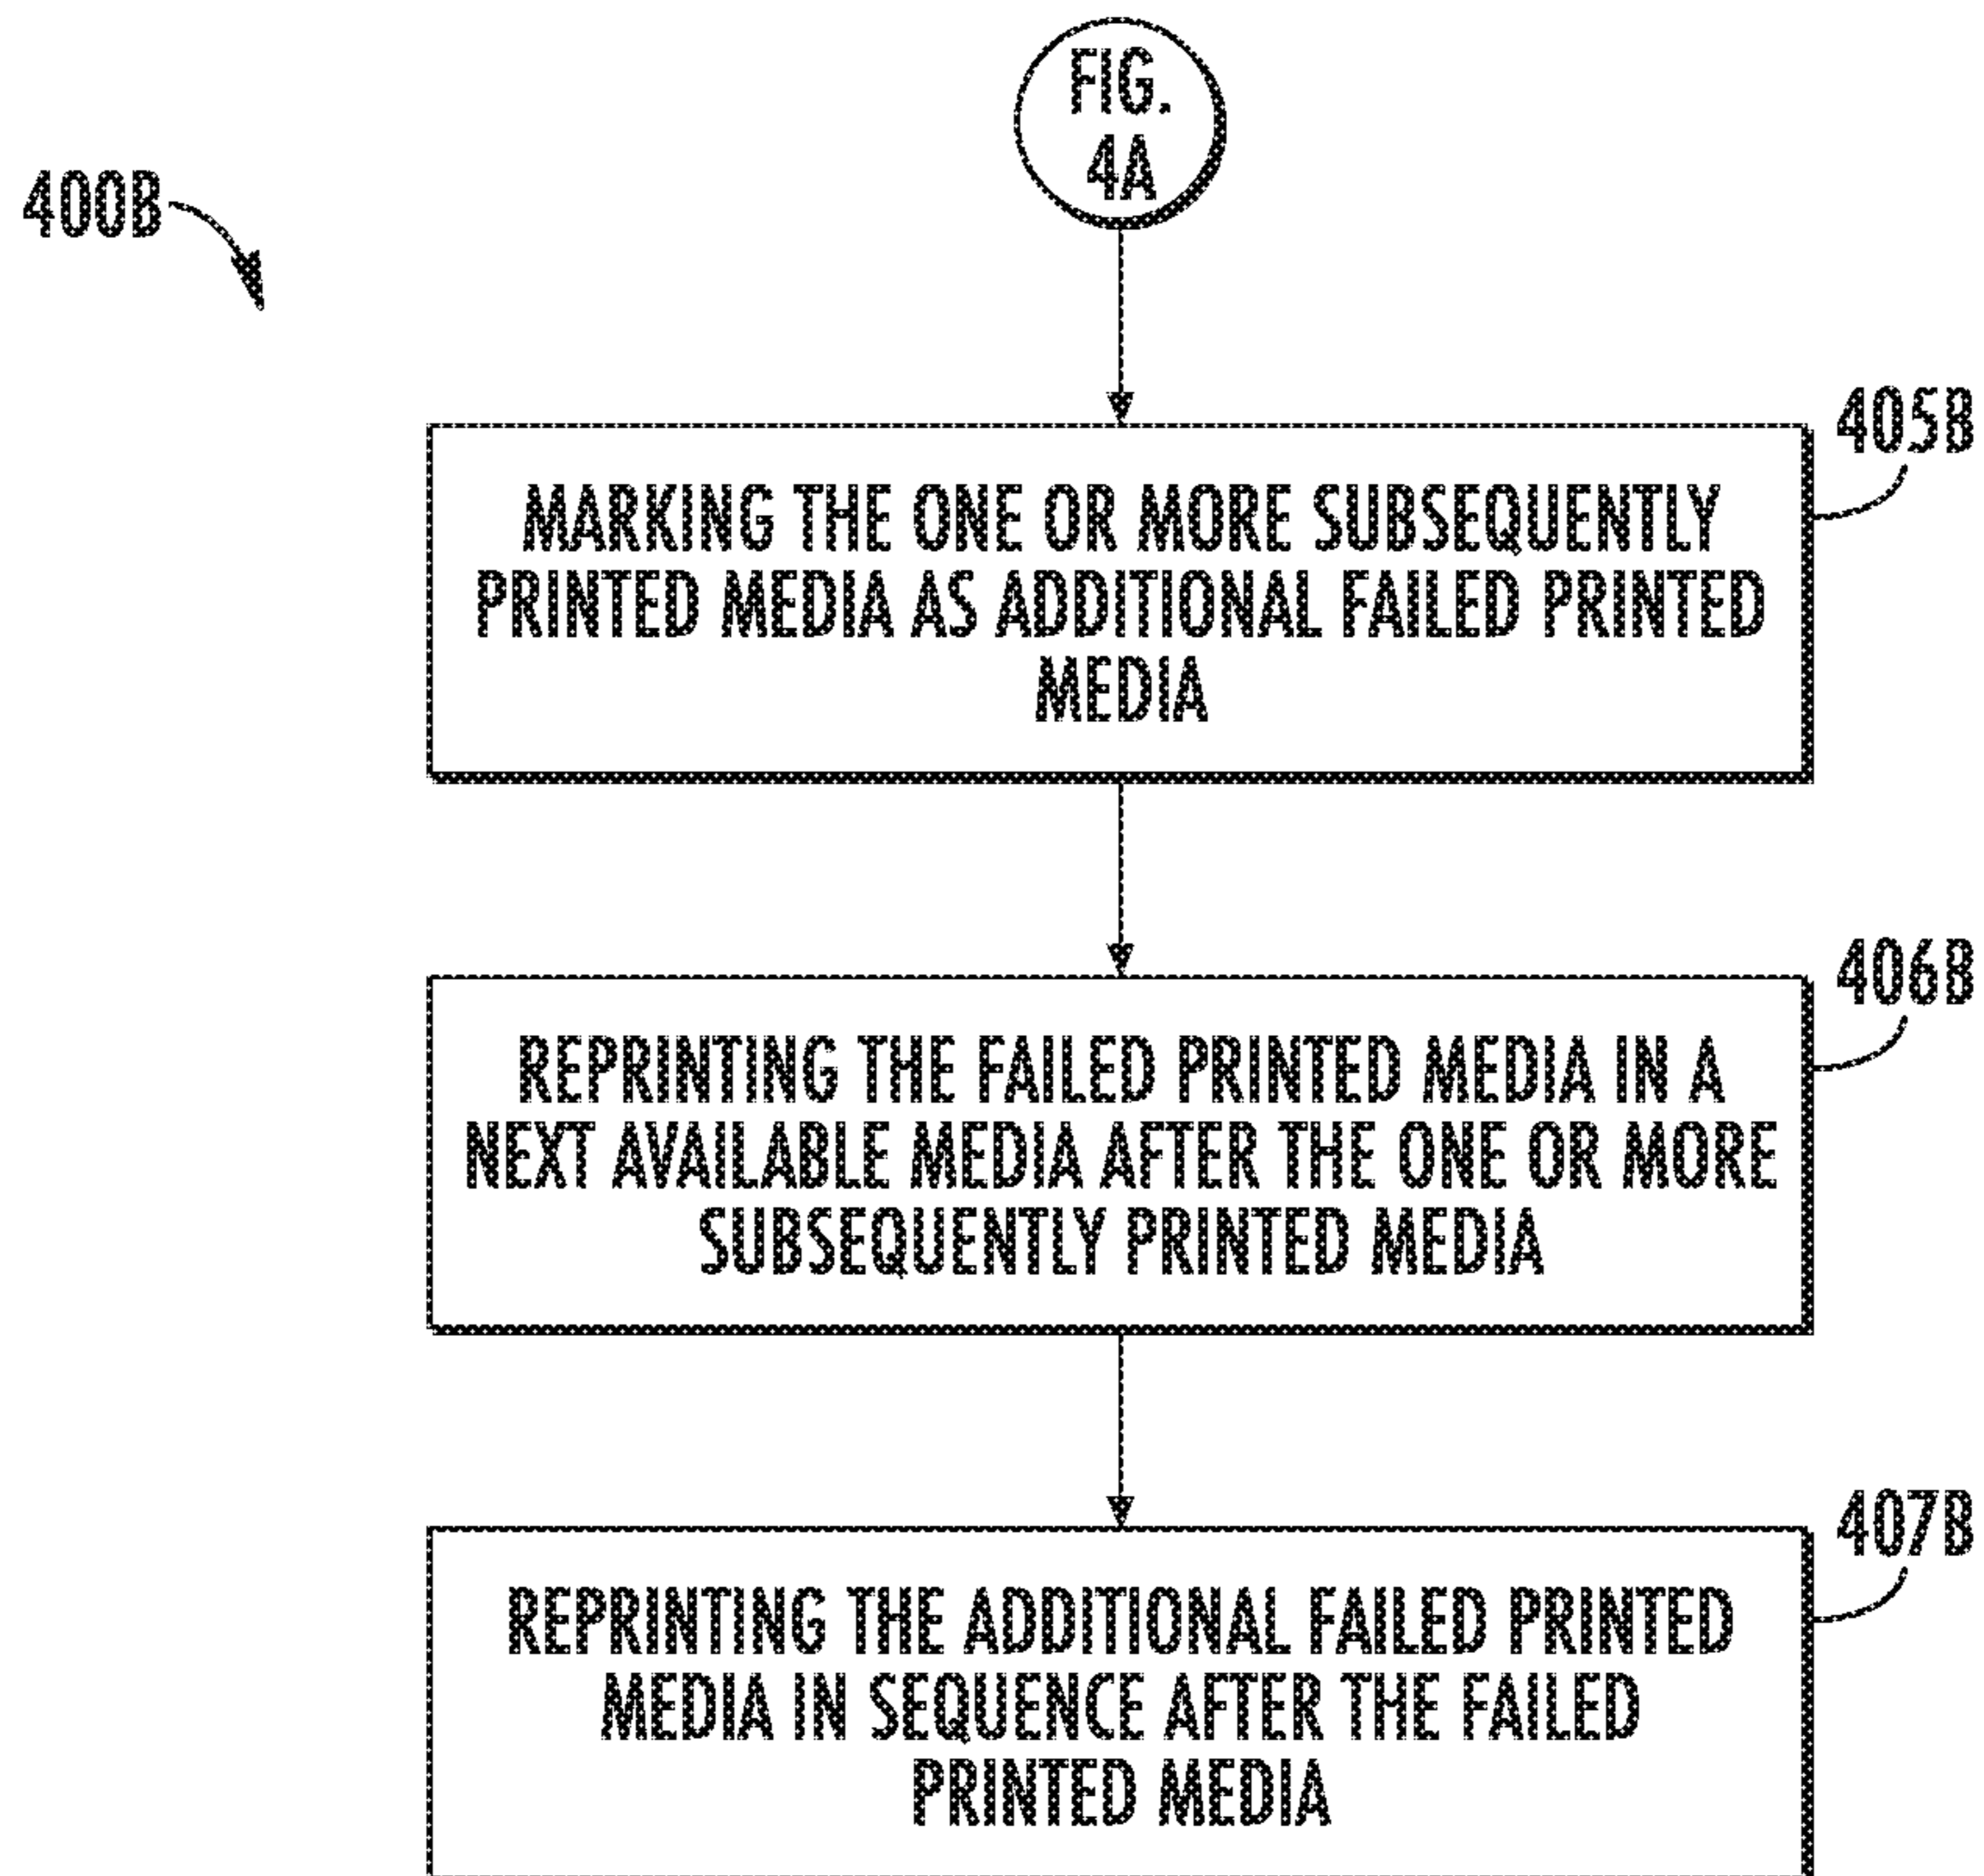 FIG.
4A
400B
405B
MARKING THE ONE OR MORE SUBSEQUENTLY
PRINTED MEDIA AS ADDITIONAL FAILED PRINTED
MEDIA
406B
REPRINTING THE FAILED PRINTED MEDIA IN A
NEXT AVAILABLE MEDIA AFTER THE ONE OR MORE
SUBSEQUENTLY PRINTED MEDIA
407B
REPRINTING THE ADDITIONAL FAILED PRINTED
MEDIA IN SEQUENCE AFTER THE FAILED
PRINTED MEDIA